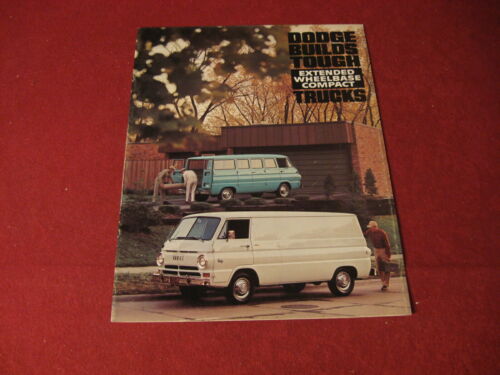 DODGE
BUILDS
TOUGH
EXTENDED
WHEELBASE
COMPACT
TRUCKS